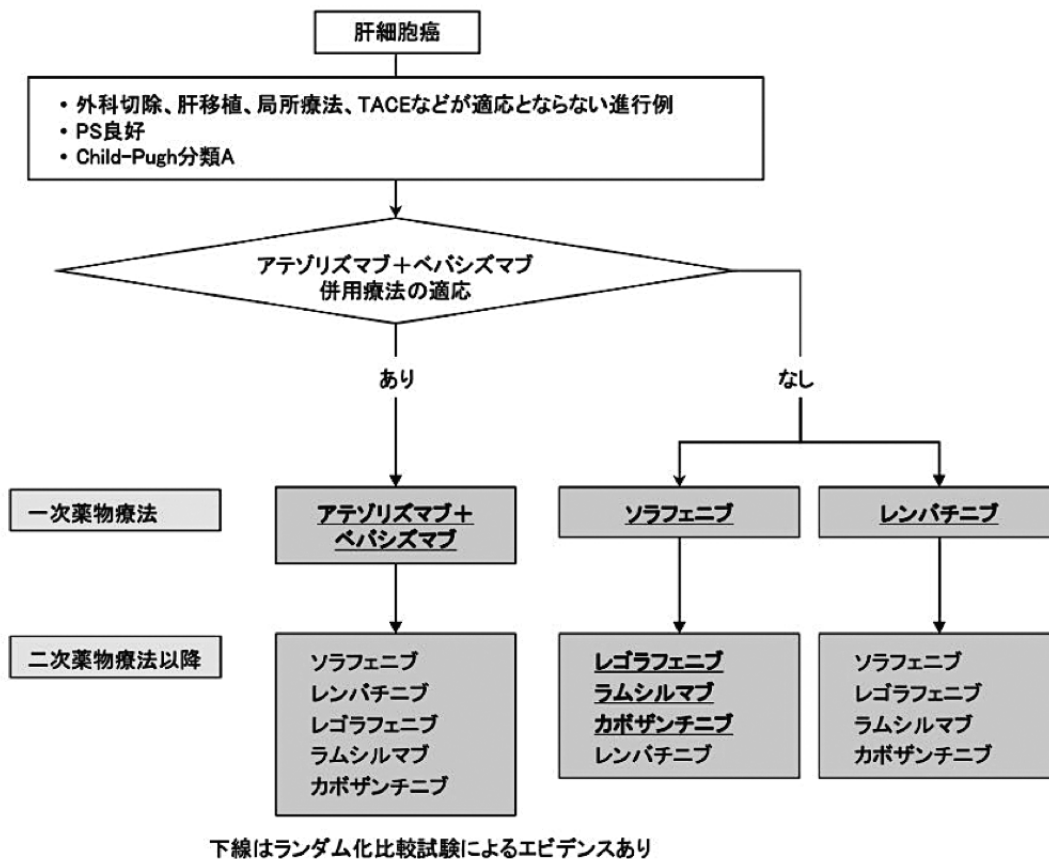 肝細胞癌
・外科切除、肝移植、局所療法、TACEなどが適応とならない進行例
・PS良好
・Child-Pugh分類A
アテゾリズマブ＋ベバシズマブ
併用療法の適応
あり
なし
一次薬物療法
アテゾリズマブ＋
ベバシズマブ
ソラフェニブ
レンバチニブ
二次薬物療法以降
ソラフェニブ
レンバチニブ
レゴラフェニブ
ラムシルマブ
カボザンチニブ
レゴラフェニブ
ラムシルマブ
カボザンチニブ
レンバチニブ
ソラフェニブ
レゴラフェニブ
ラムシルマブ
カボザンチニブ
下線はランダム化比較試験によるエビデンスあり